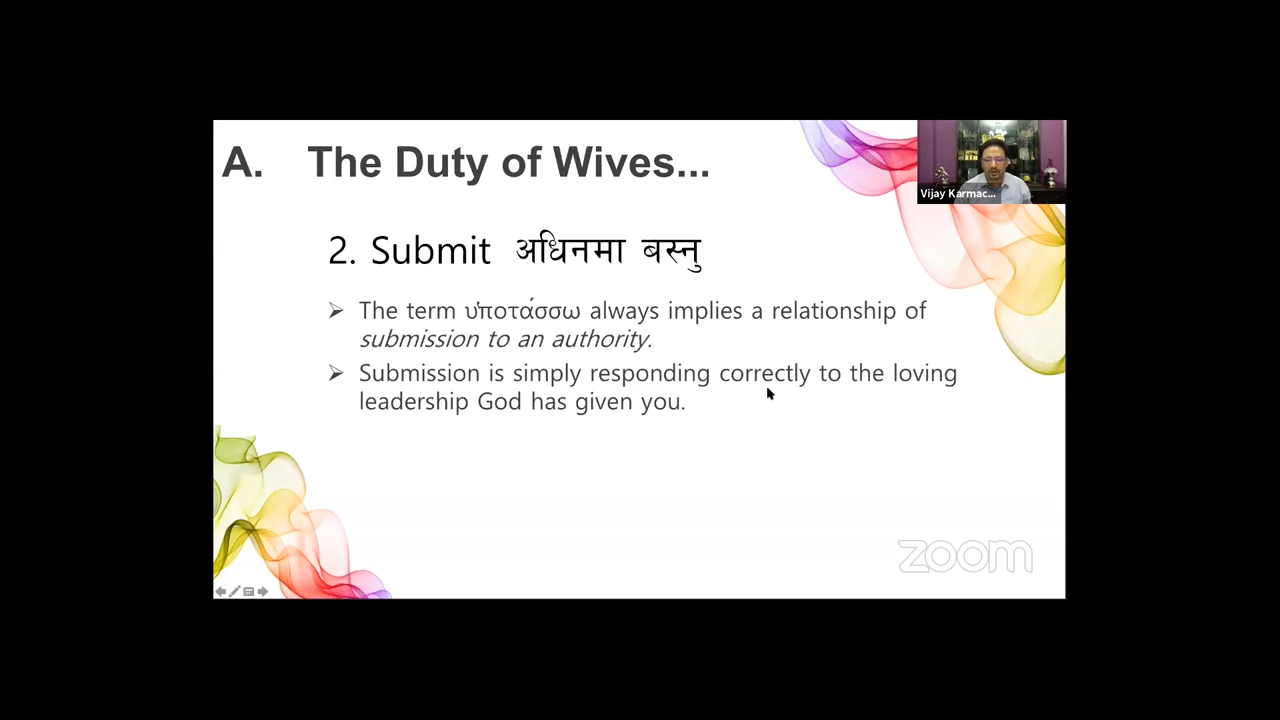 A. The Duty of Wives...
Vijay Karmac...
2. Submit अधिनमा बस्नु
➢ The term ὑποτάσσω always implies a relationship of
submission to an authority.
➢ Submission is simply responding correctly to the loving
leadership God has given you.
zoom